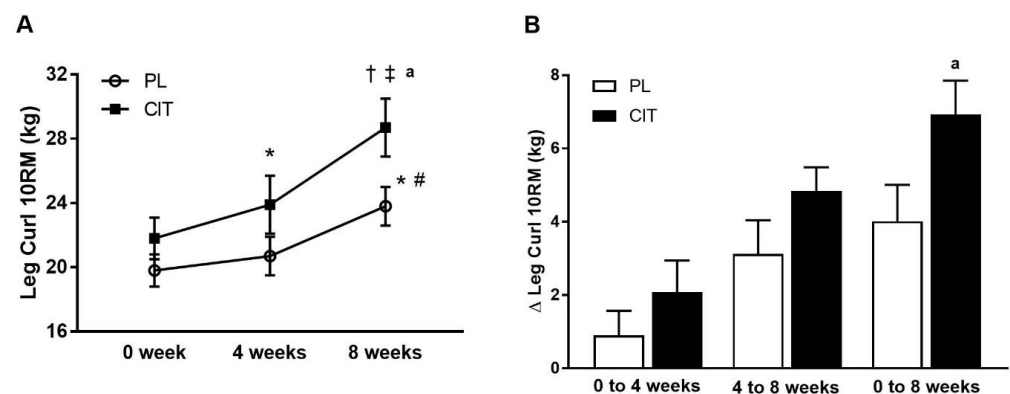 A
Leg Curl 10RM (kg)
32
28
24
20
16
PL
CIT
*
† ‡ a
* #
0 week
4 weeks
8 weeks
B
Δ Leg Curl 10RM (kg)
8
6
4
2
0
PL
CIT
a
0 to 4 weeks
4 to 8 weeks
0 to 8 weeks